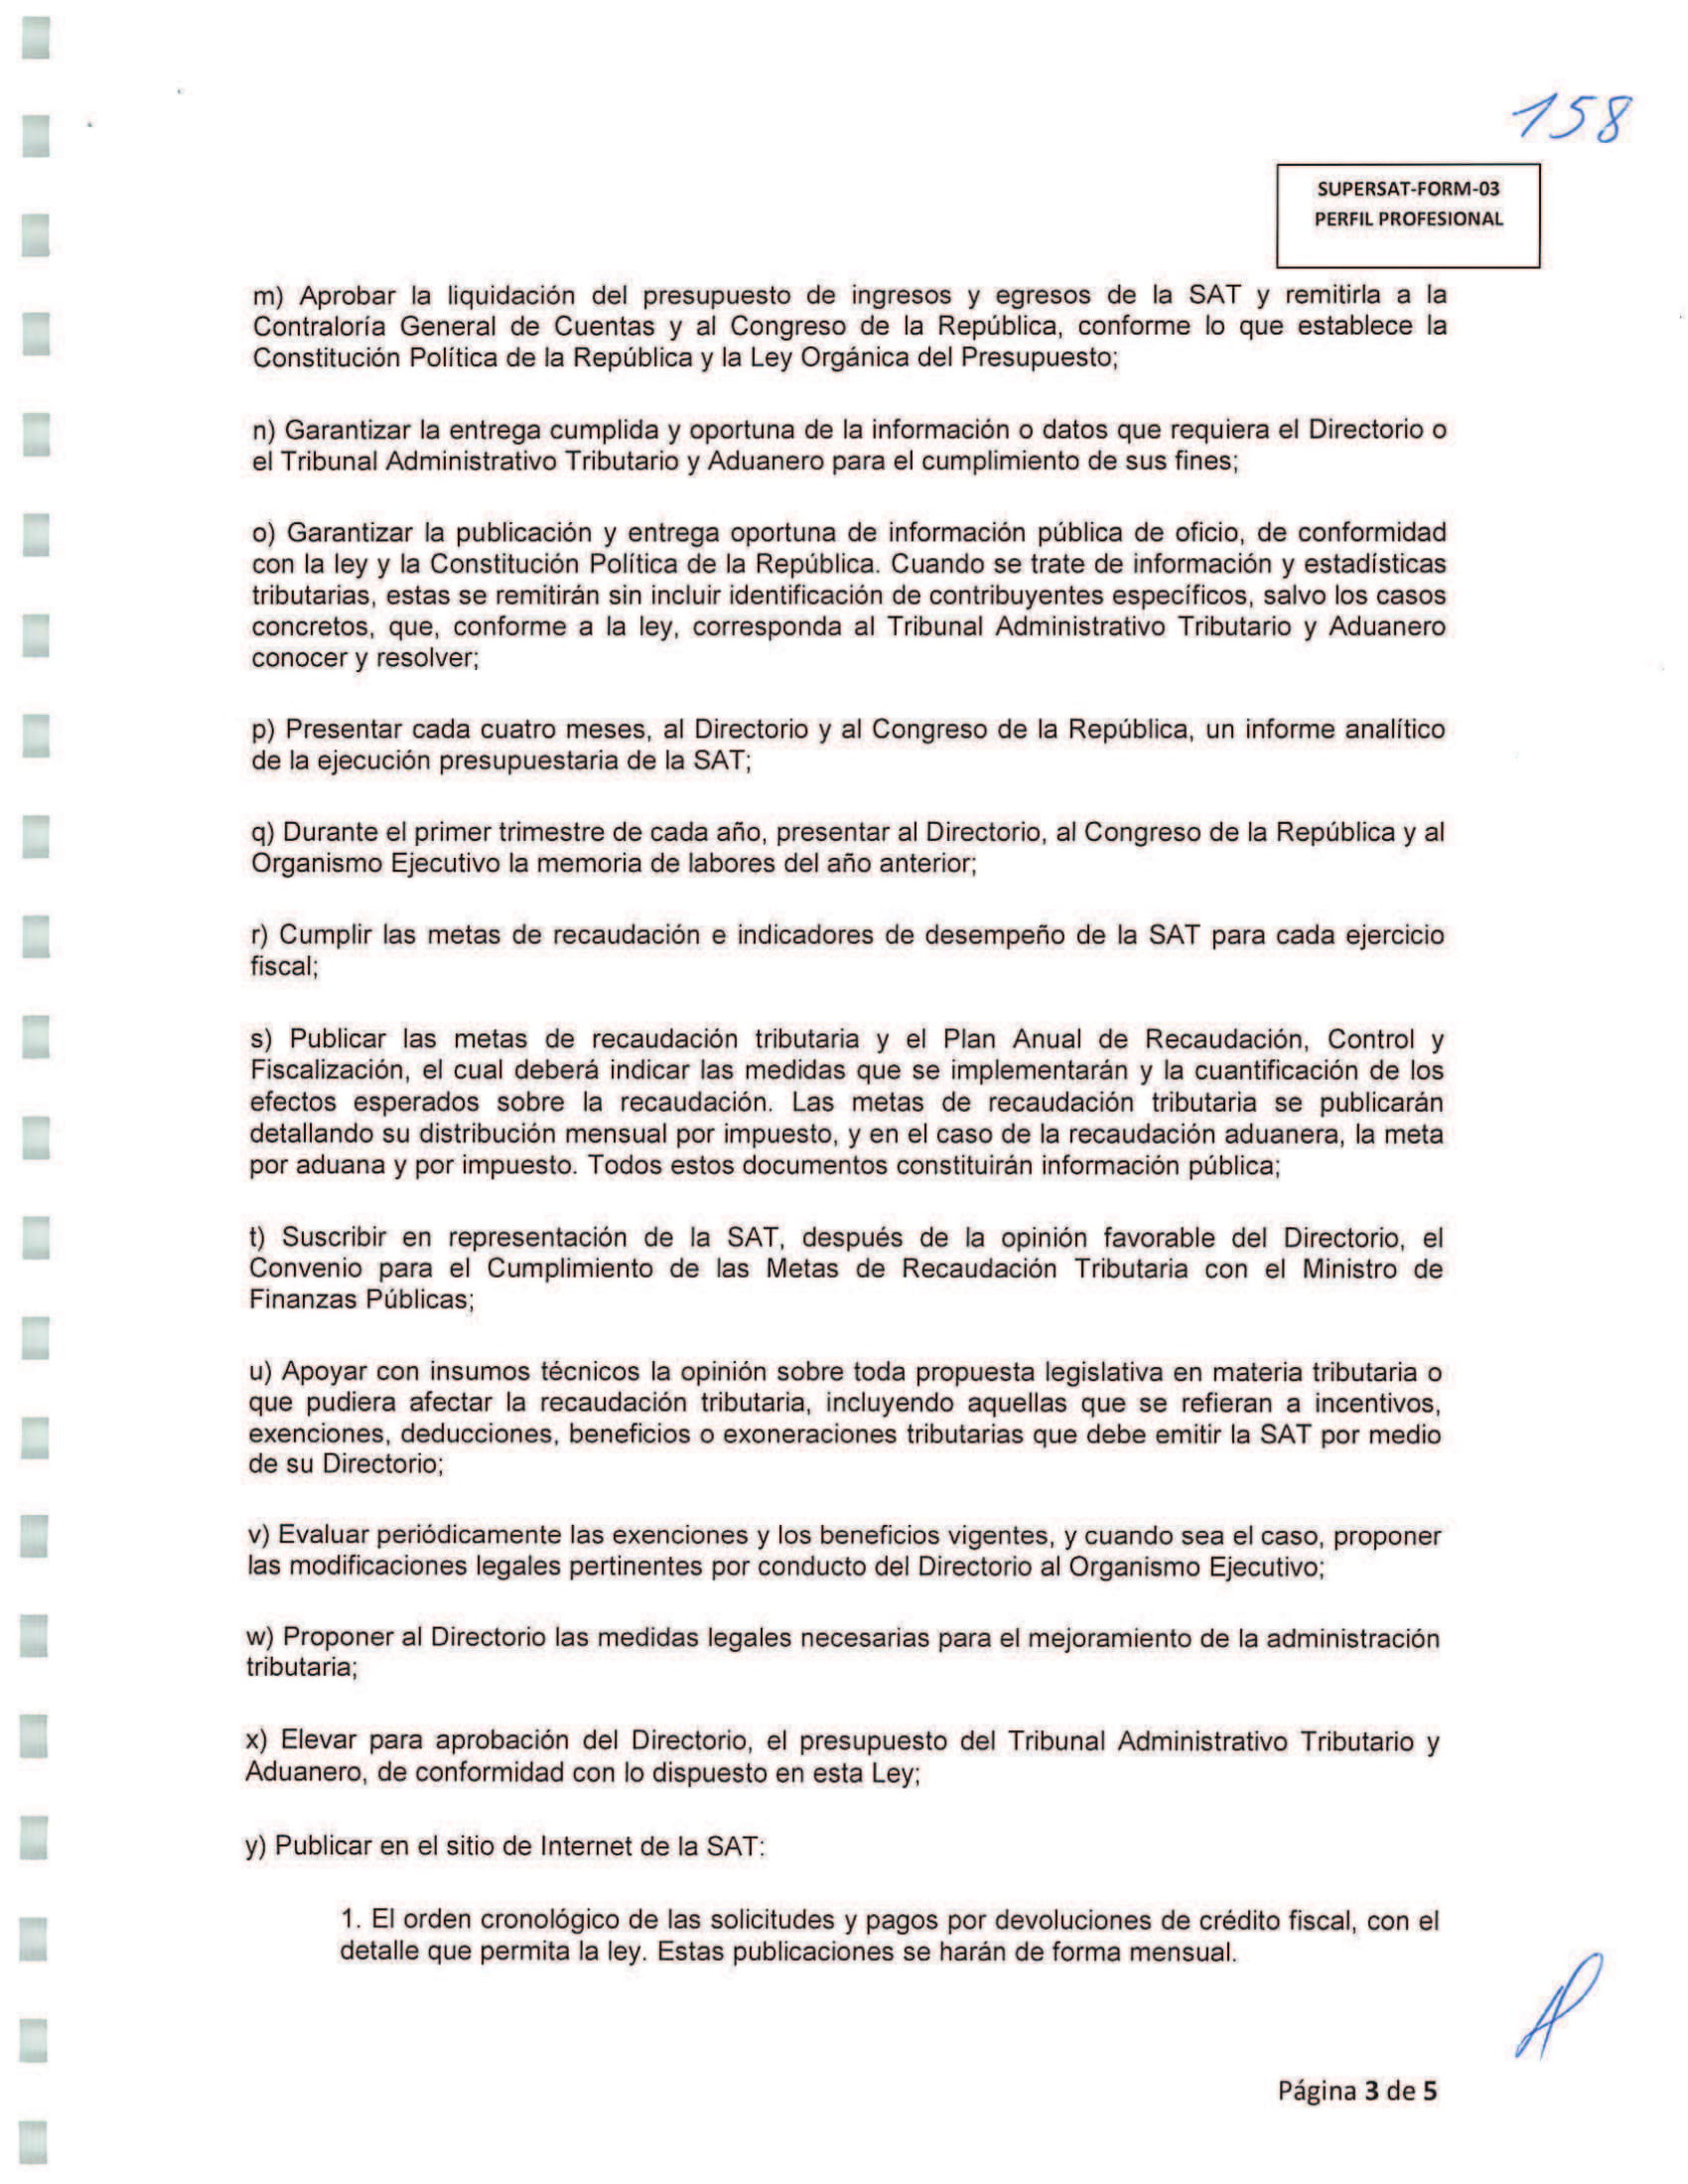 158
SUPERSAT-FORM-03
PERFIL PROFESIONAL
m) Aprobar la liquidación del presupuesto de ingresos y egresos de la SAT y remitirla a la
Contraloría General de Cuentas y al Congreso de la República, conforme lo que establece la
Constitución Política de la República y la Ley Orgánica del Presupuesto;
n) Garantizar la entrega cumplida y oportuna de la información o datos que requiera el Directorio o
el Tribunal Administrativo Tributario y Aduanero para el cumplimiento de sus fines;
o) Garantizar la publicación y entrega oportuna de información pública de oficio, de conformidad
con la ley y la Constitución Política de la República. Cuando se trate de información y estadísticas
tributarias, estas se remitirán sin incluir identificación de contribuyentes específicos, salvo los casos
concretos, que, conforme a la ley, corresponda al Tribunal Administrativo Tributario y Aduanero
conocer y resolver;
p) Presentar cada cuatro meses, al Directorio y al Congreso de la República, un informe analítico
de la ejecución presupuestaria de la SAT;
q) Durante el primer trimestre de cada año, presentar al Directorio, al Congreso de la República y al
Organismo Ejecutivo la memoria de labores del año anterior;
r) Cumplir las metas de recaudación e indicadores de desempeño de la SAT para cada ejercicio
fiscal;
s) Publicar las metas de recaudación tributaria y el Plan Anual de Recaudación, Control y
Fiscalización, el cual deberá indicar las medidas que se implementarán y la cuantificación de los
efectos esperados sobre la recaudación. Las metas de recaudación tributaria se publicarán
detallando su distribución mensual por impuesto, y en el caso de la recaudación aduanera, la meta
por aduana y por impuesto. Todos estos documentos constituirán información pública;
t) Suscribir en representación de la SAT, después de la opinión favorable del Directorio, el
Convenio para el Cumplimiento de las Metas de Recaudación Tributaria con el Ministro de
Finanzas Públicas;
u) Apoyar con insumos técnicos la opinión sobre toda propuesta legislativa en materia tributaria o
que pudiera afectar la recaudación tributaria, incluyendo aquellas que se refieran a incentivos,
exenciones, deducciones, beneficios o exoneraciones tributarias que debe emitir la SAT por medio
de su Directorio;
v) Evaluar periódicamente las exenciones y los beneficios vigentes, y cuando sea el caso, proponer
las modificaciones legales pertinentes por conducto del Directorio al Organismo Ejecutivo;
w) Proponer al Directorio las medidas legales necesarias para el mejoramiento de la administración
tributaria;
x) Elevar para aprobación del Directorio, el presupuesto del Tribunal Administrativo Tributario y
Aduanero, de conformidad con lo dispuesto en esta Ley;
y) Publicar en el sitio de Internet de la SAT:
1. El orden cronológico de las solicitudes y pagos por devoluciones de crédito fiscal, con el
detalle que permita la ley. Estas publicaciones se harán de forma mensual.
Página 3 de 5